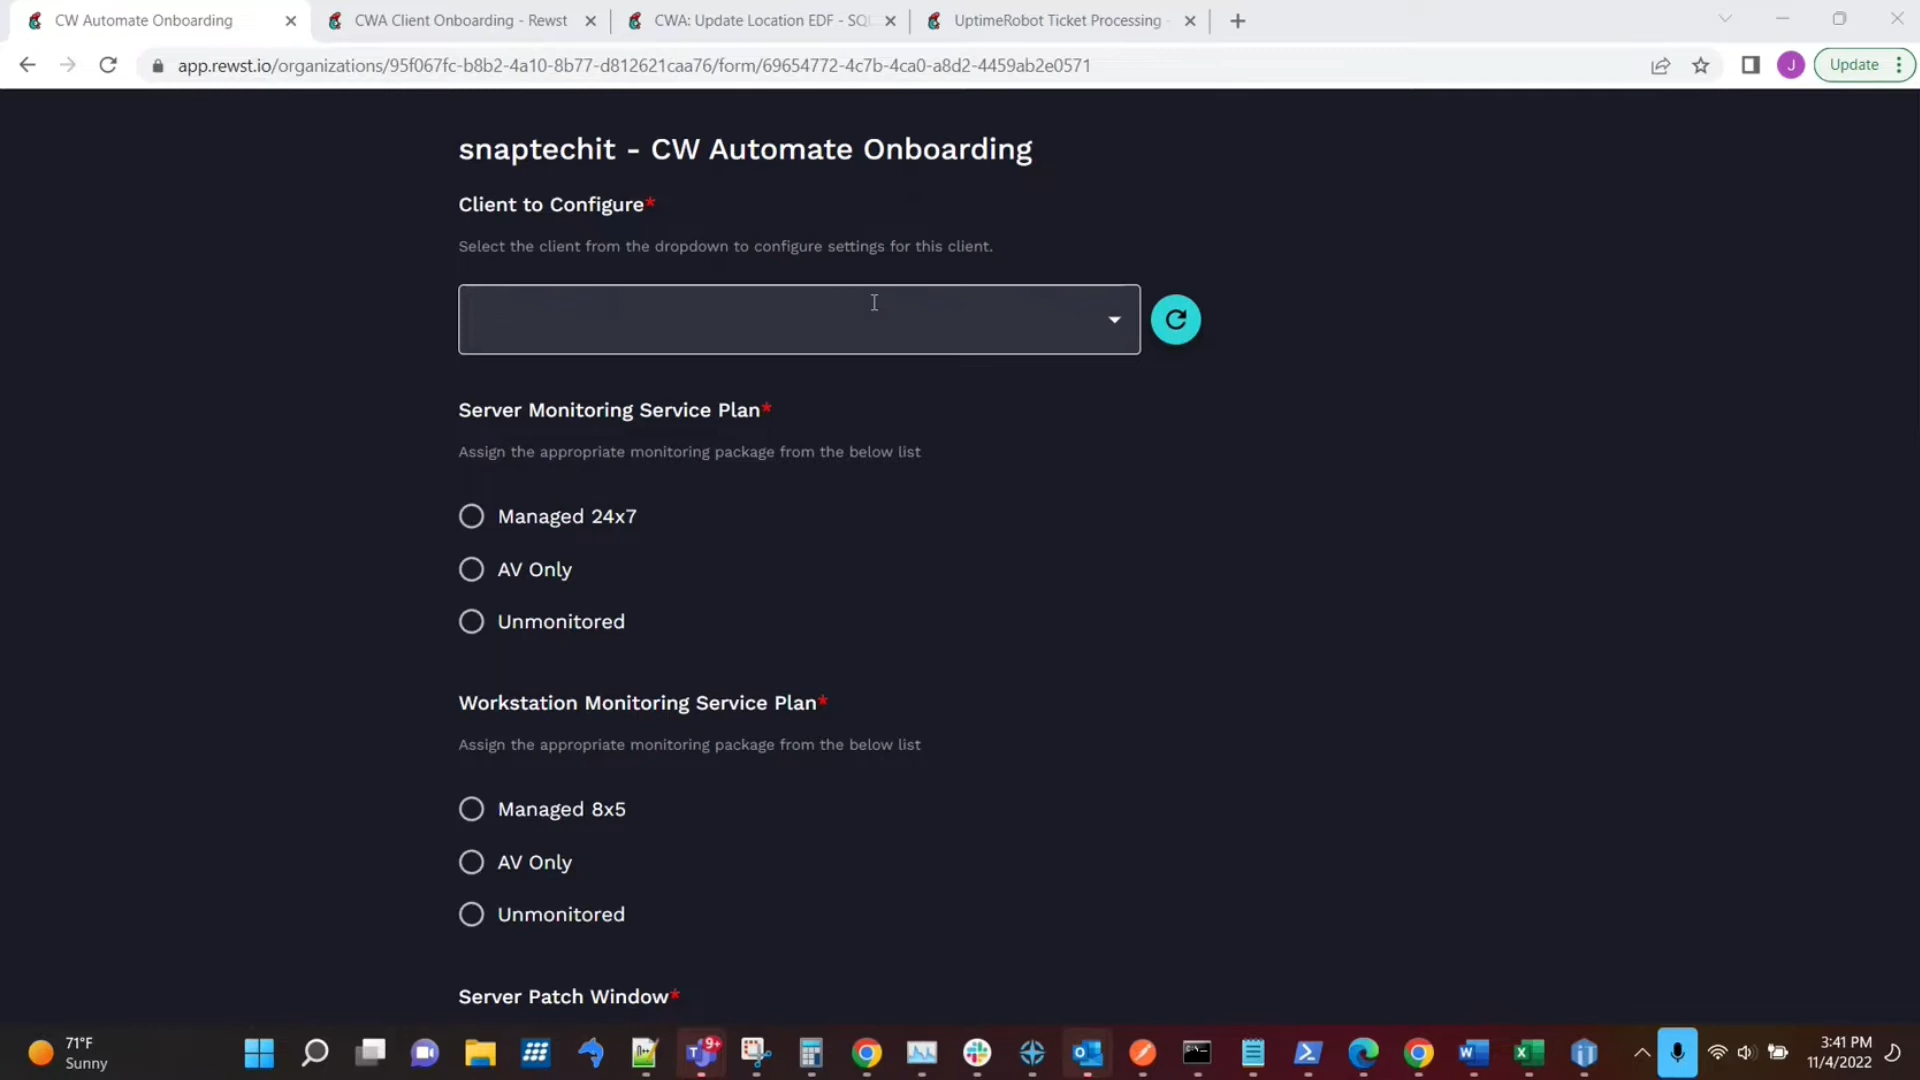 CW Automate Onboarding
CWA Client Onboarding - Rewst
CWA: Update Location EDF - SQL
UptimeRobot Ticket Processing -
app.rewst.io/organizations/95f067fc-b8b2-4a10-8b77-d812621caa76/form/69654772-4c7b-4ca0-a8d2-4459ab2e0571
J
Update
snaptechit - CW Automate Onboarding
Client to Configure*
Select the client from the dropdown to configure settings for this client.
Server Monitoring Service Plan*
Assign the appropriate monitoring package from the below list
Managed 24x7
AV Only
Unmonitored
Workstation Monitoring Service Plan*
Assign the appropriate monitoring package from the below list
Managed 8x5
AV Only
Unmonitored
Server Patch Window*
71°F
Sunny
9+
3:41 PM
11/4/2022